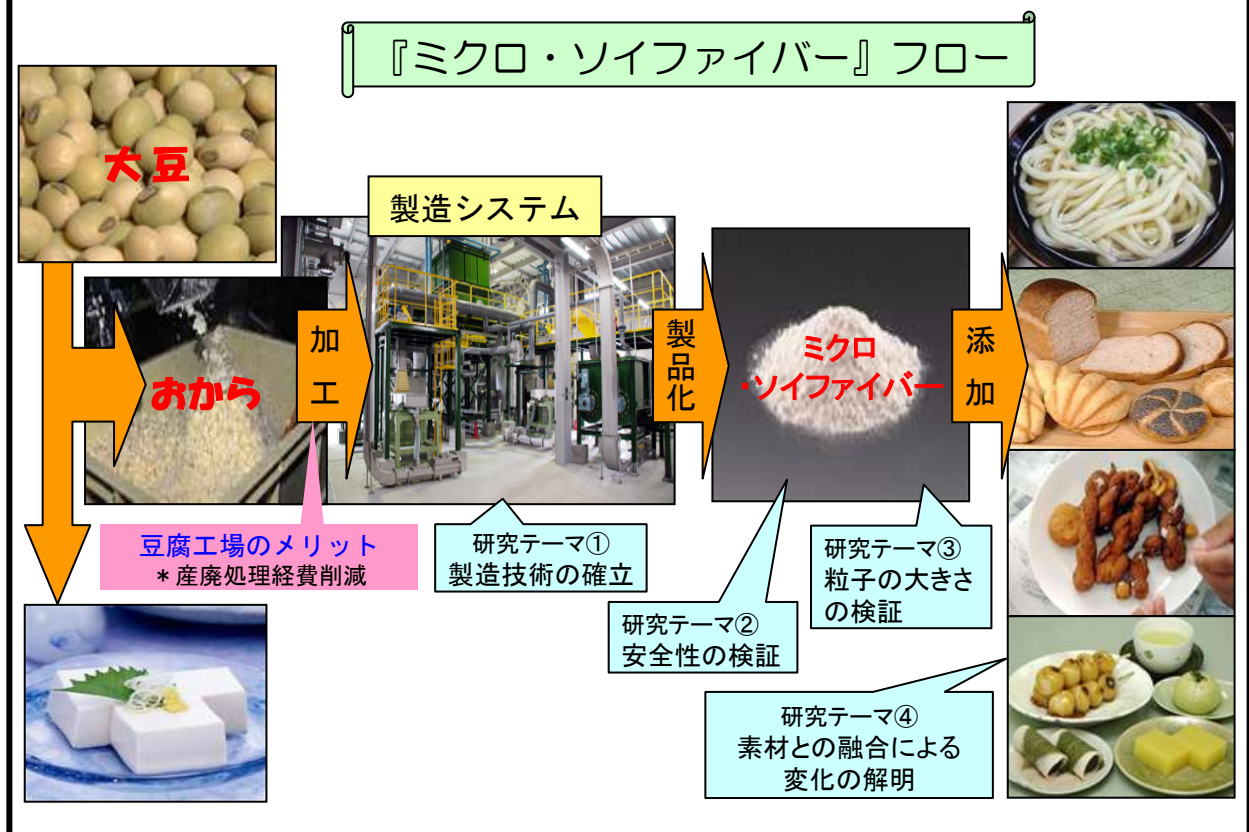 『ミクロ・ソイファイバー』フロー
大豆
製造システム
おから
加
工
製
品
化
ミクロ
・ソイファイバー
添
加
豆腐工場のメリット
＊産廃処理経費削減
研究テーマ①
製造技術の確立
研究テーマ②
安全性の検証
研究テーマ③
粒子の大きさ
の検証
研究テーマ④
素材との融合による
変化の解明